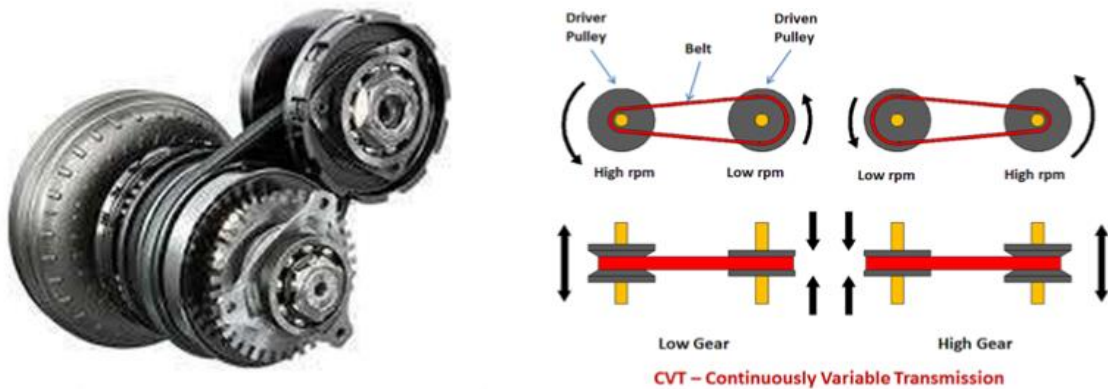 Driver
Pulley
Belt
Driven
Pulley
High rpm
Low rpm
Low rpm
High rpm
Low Gear
High Gear
CVT – Continuously Variable Transmission